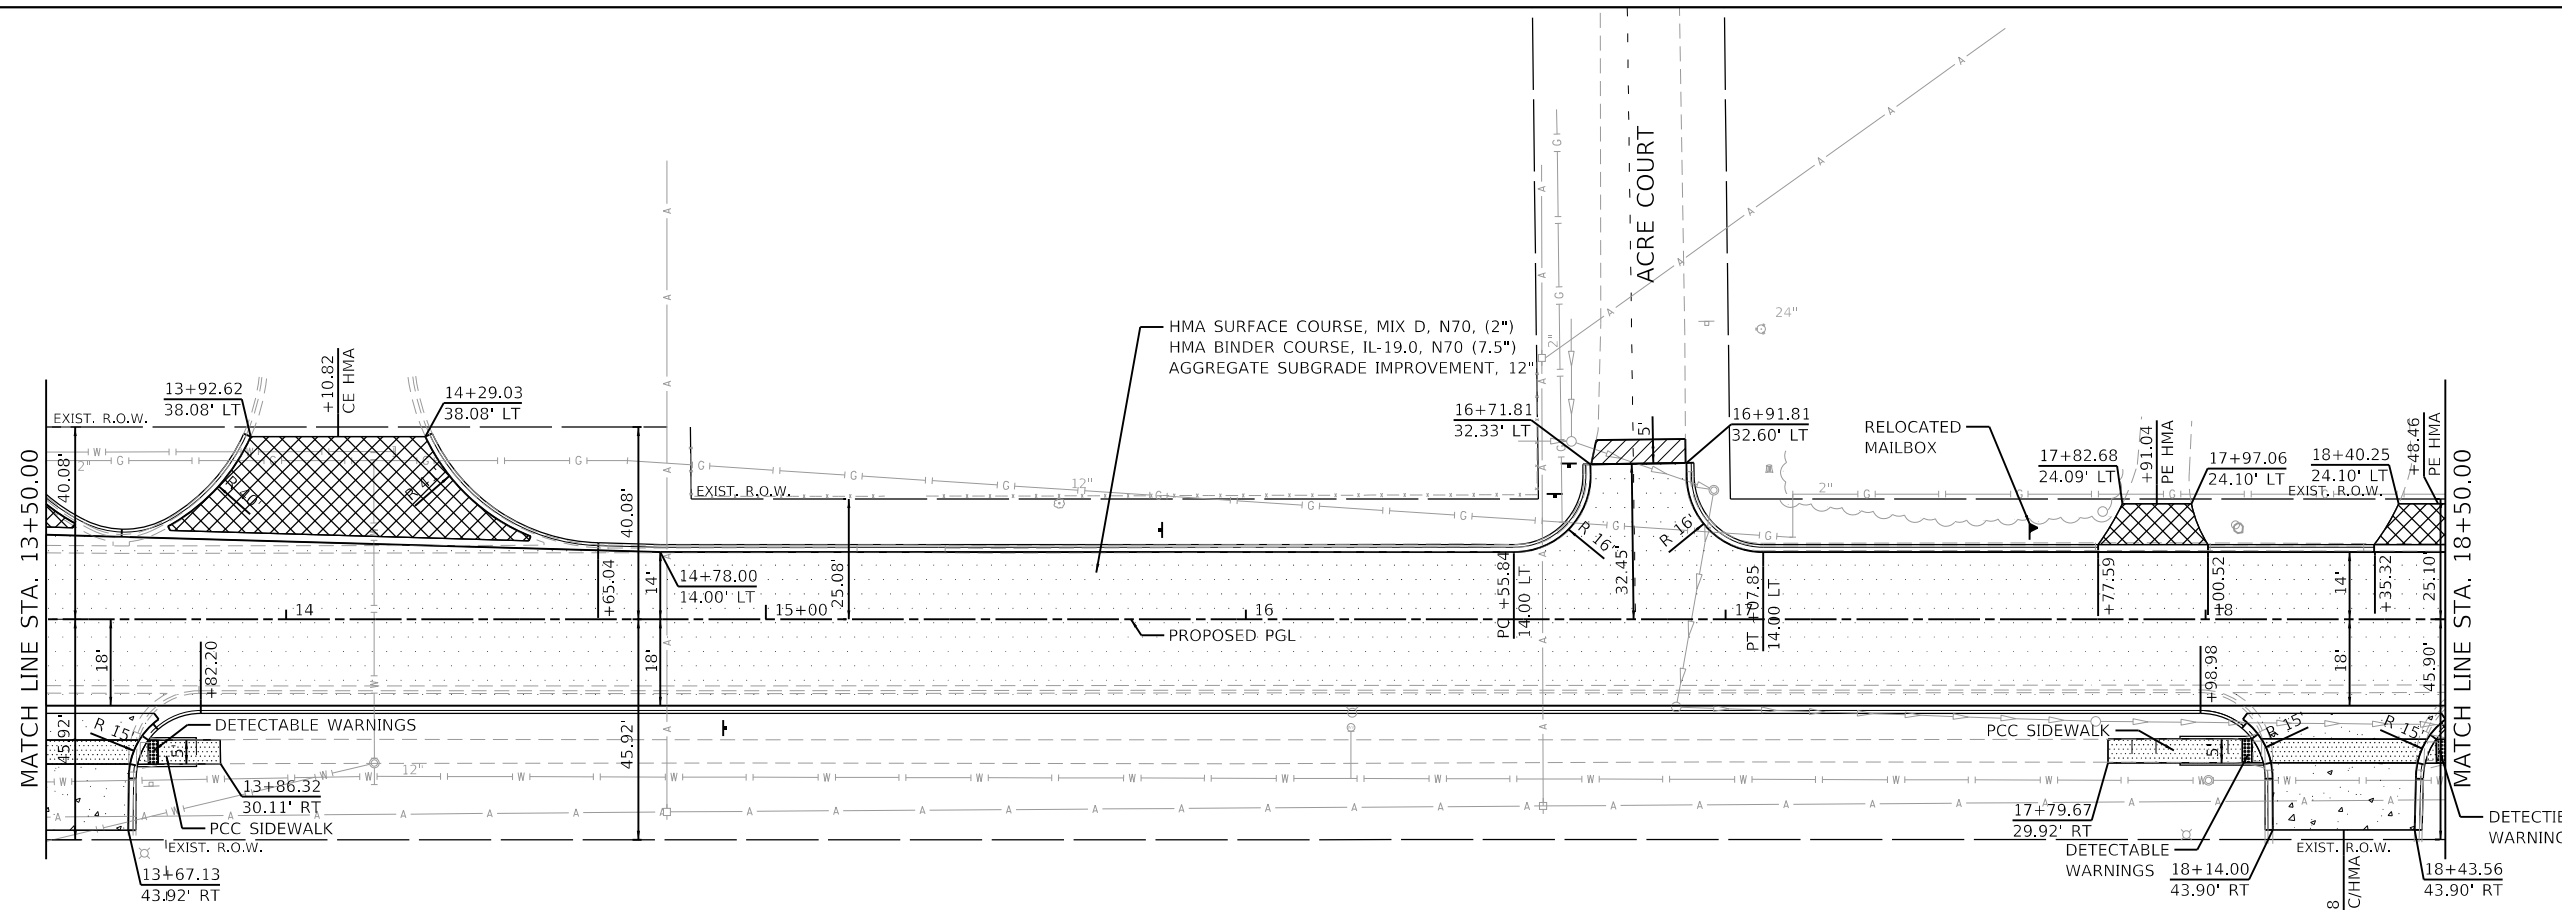 ACRE COURT
24"
2"
HMA SURFACE COURSE, MIX D, N70, (2")
HMA BINDER COURSE, IL-19.0, N70 (7.5")
AGGREGATE SUBGRADE IMPROVEMENT, 12"
MATCH LINE STA. 13+50.00
EXIST. R.O.W.
13+92.62
38.08' LT
+10.82
CE HMA
14+29.03
38.08' LT
16+71.81
32.33' LT
5'
16+91.81
32.60' LT
RELOCATED
MAILBOX
17+82.68
24.09' LT
+91.04
PE HMA
17+97.06
24.10' LT
18+40.25
24.10' LT
EXIST. R.O.W.
+48.46
PE HMA
MATCH LINE STA. 18+50.00
40.08'
2"
R 40'
40.08'
EXIST. R.O.W.
12"
2"
R 16'
R 16'
32.45'
+65.04
14'
14+78.00
14.00' LT
25.08'
PC +55.84
14.00 LT
PT +07.85
14.00 LT
+77.59
+00.52
14'
+35.32
25.10'
14
15+00
16
17
18
PROPOSED PGL
18'
+82.20
18'
+98.98
18'
45.90'
45.92'
R 15'
DETECTABLE WARNINGS
5'
13+86.32
30.11' RT
PCC SIDEWALK
EXIST. R.O.W.
13+67.13
43.92' RT
12"
45.92'
PCC SIDEWALK
5'
R 15'
R 15'
17+79.67
29.92' RT
DETECTABLE
WARNINGS
18+14.00
43.90' RT
EXIST. R.O.W.
8
C/HMA
18+43.56
43.90' RT